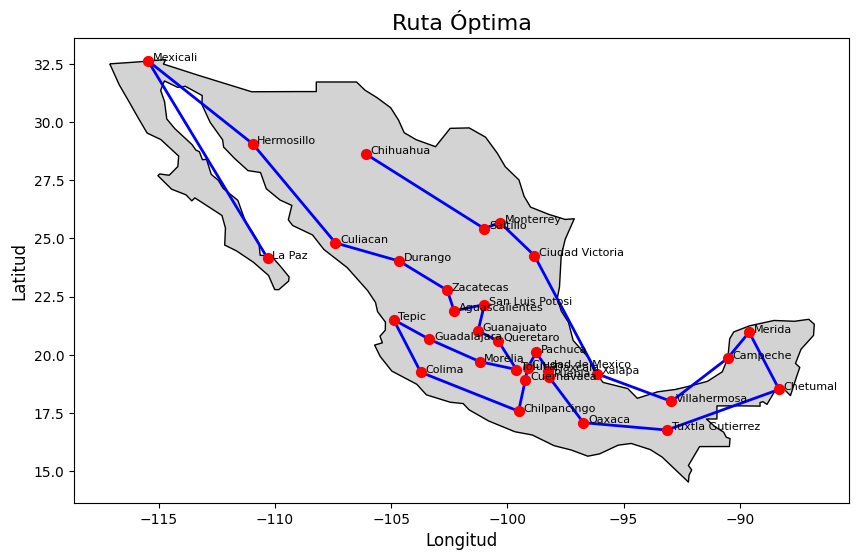 Ruta Óptima
Latitud
32.5
30.0
27.5
25.0
22.5
20.0
17.5
15.0
Mexicali
Hermosillo
Chihuahua
Monterrey
Saltillo
Culiacan
Ciudad Victoria
La Paz
Durango
Zacatecas
San Luis Potosi
Aguascalientes
Tepic
Guanajuato
Guadalajara
Queretaro
Pachuca
Merida
Morelia
Campeche
Ciudad de Mexico
Toluca
Tlaxcala
Puebla
Xalapa
Colima
Cuernavaca
Chetumal
Villahermosa
Chilpancingo
Oaxaca
Tuxtla Gutierrez
−115
−110
−105
−100
−95
−90
Longitud